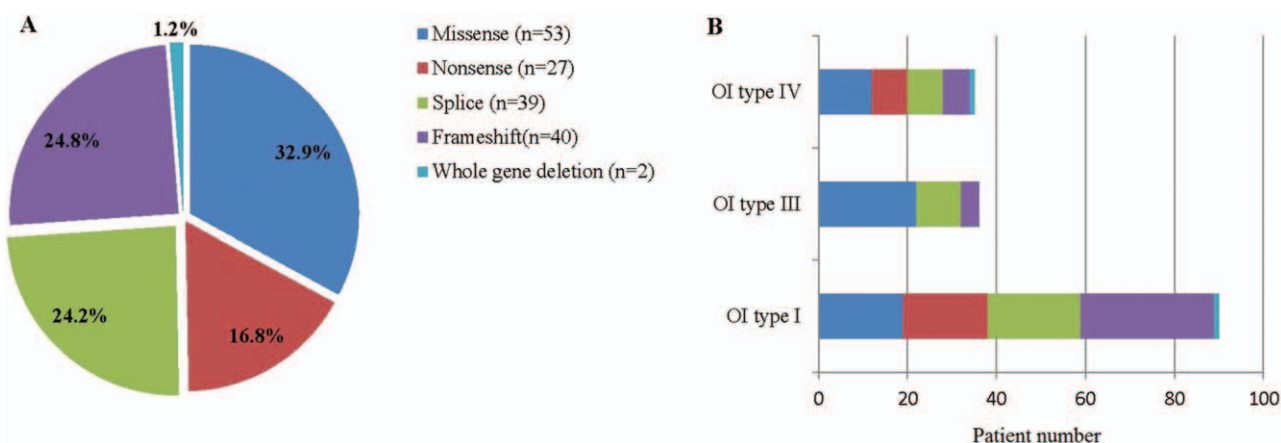 A
1.2%
32.9%
24.8%
24.2%
16.8%
Missense (n=53)
Nonsense (n=27)
Splice (n=39)
Frameshift(n=40)
Whole gene deletion (n=2)
B
OI type IV
OI type III
OI type I
0 20 40 60 80 100
Patient number